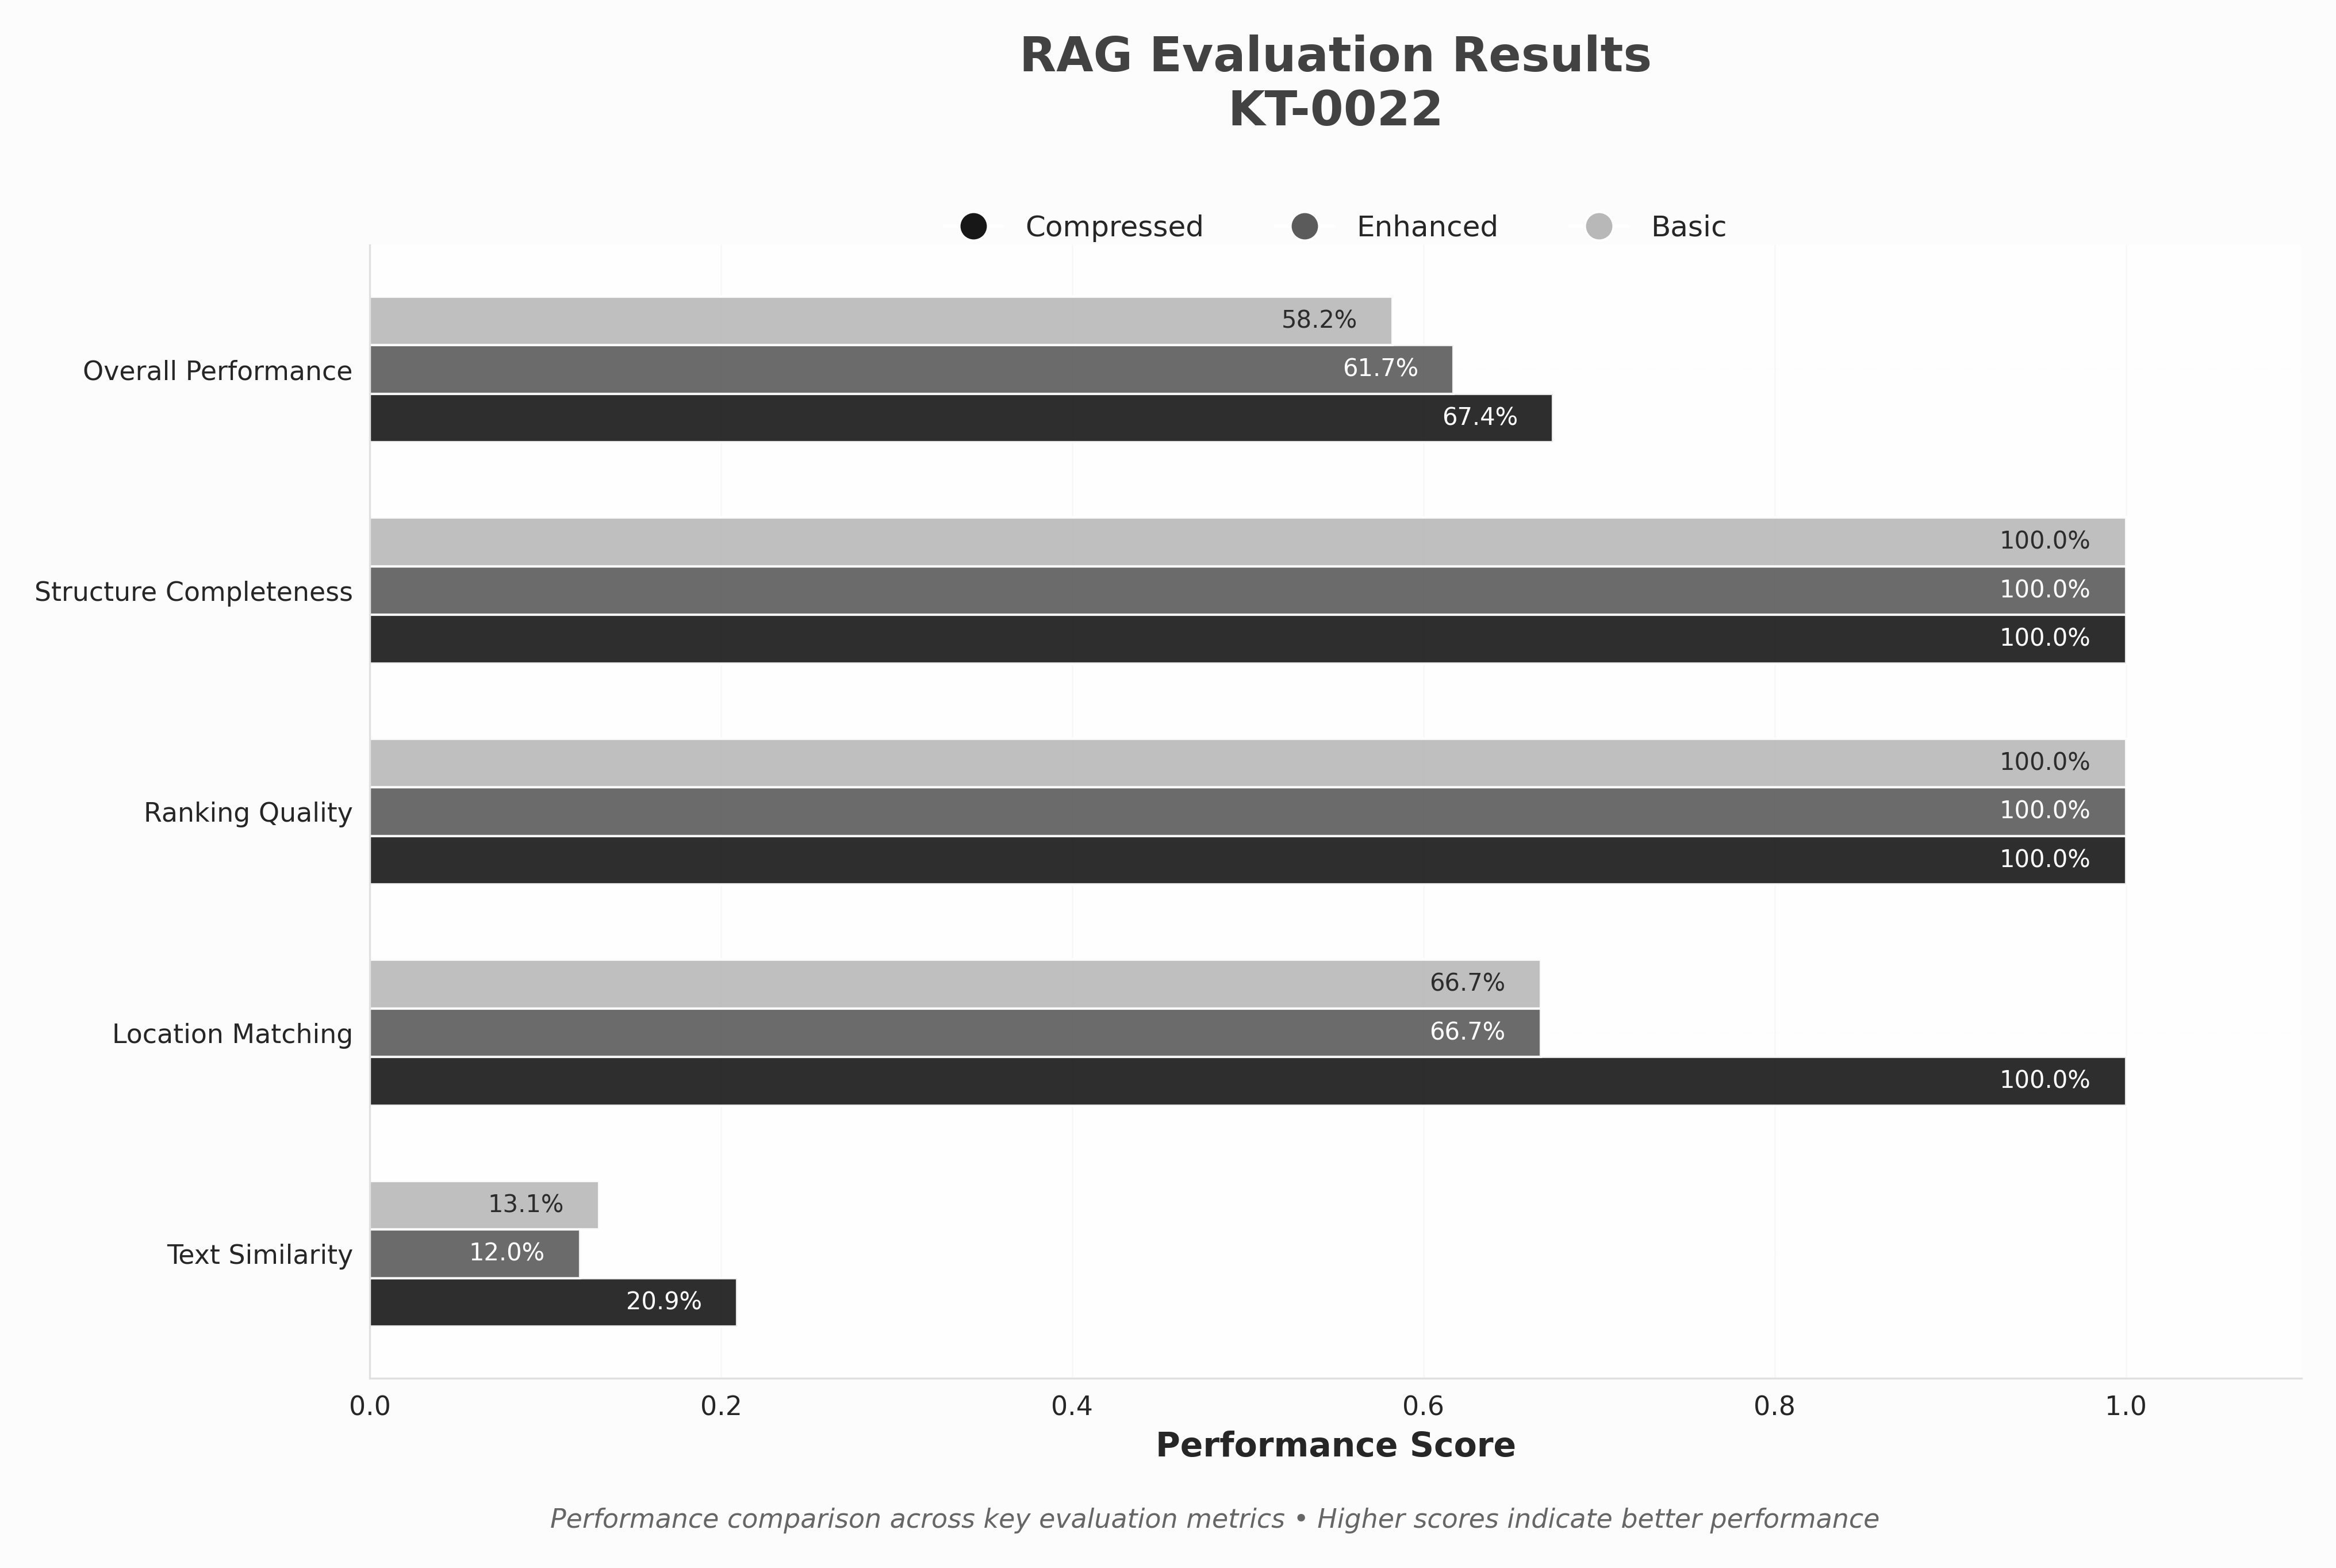 RAG Evaluation Results
KT-0022
Compressed Enhanced Basic
Overall Performance
58.2%
61.7%
67.4%
Structure Completeness
100.0%
100.0%
100.0%
Ranking Quality
100.0%
100.0%
100.0%
Location Matching
66.7%
66.7%
100.0%
Text Similarity
13.1%
12.0%
20.9%
0.0 0.2 0.4 0.6 0.8 1.0
Performance Score
Performance comparison across key evaluation metrics • Higher scores indicate better performance